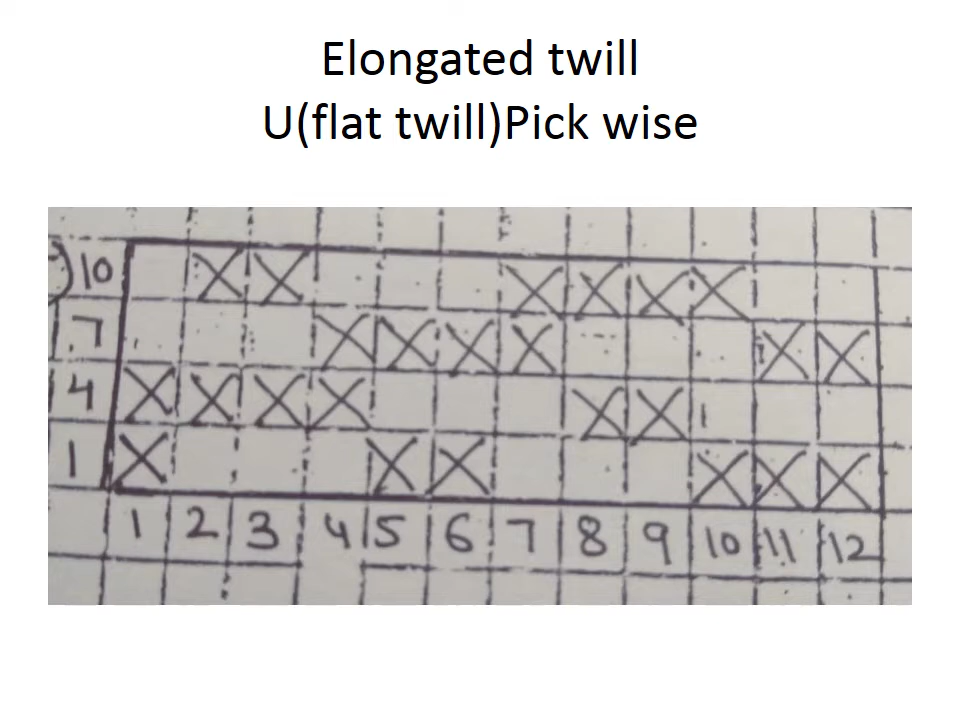 Elongated twill
U(flat twill)Pick wise
10
7
4
1
1 2 3 4 5 6 7 8 9 10 11 12